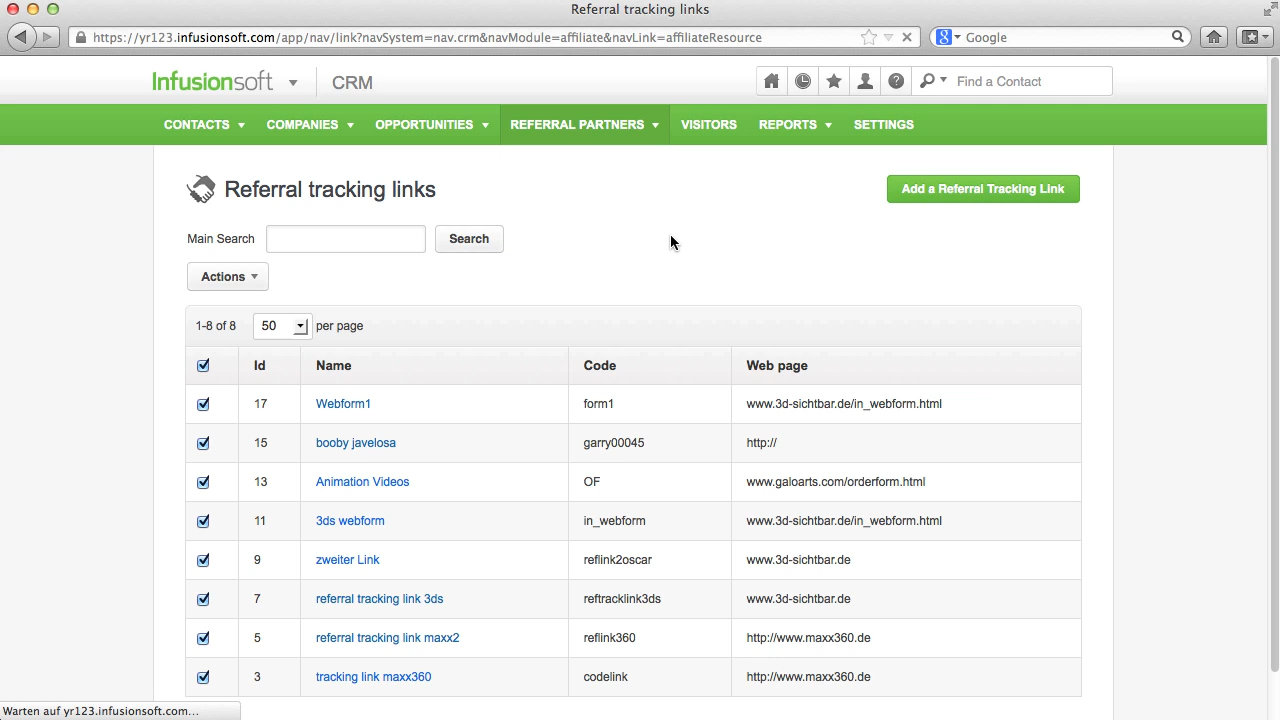 Referral tracking links
https://yr123.infusionsoft.com/app/nav/link?navSystem=nav.crm&navModule=affiliate&navLink=affiliateResource
Google
Infusionsoft CRM Find a Contact
CONTACTS COMPANIES OPPORTUNITIES REFERRAL PARTNERS VISITORS REPORTS SETTINGS
Referral tracking links Add a Referral Tracking Link
Main Search Search
Actions
1-8 of 8 50 per page
Id Name Code Web page
17 Webform1 form1 www.3d-sichtbar.de/in_webform.html
15 booby javelosa garry00045 http://
13 Animation Videos OF www.galoarts.com/orderform.html
11 3ds webform in_webform www.3d-sichtbar.de/in_webform.html
9 zweiter Link reflink2oscar www.3d-sichtbar.de
7 referral tracking link 3ds reftracklink3ds www.3d-sichtbar.de
5 referral tracking link maxx2 reflink360 http://www.maxx360.de
3 tracking link maxx360 codelink http://www.maxx360.de
Warten auf yr123.infusionsoft.com...